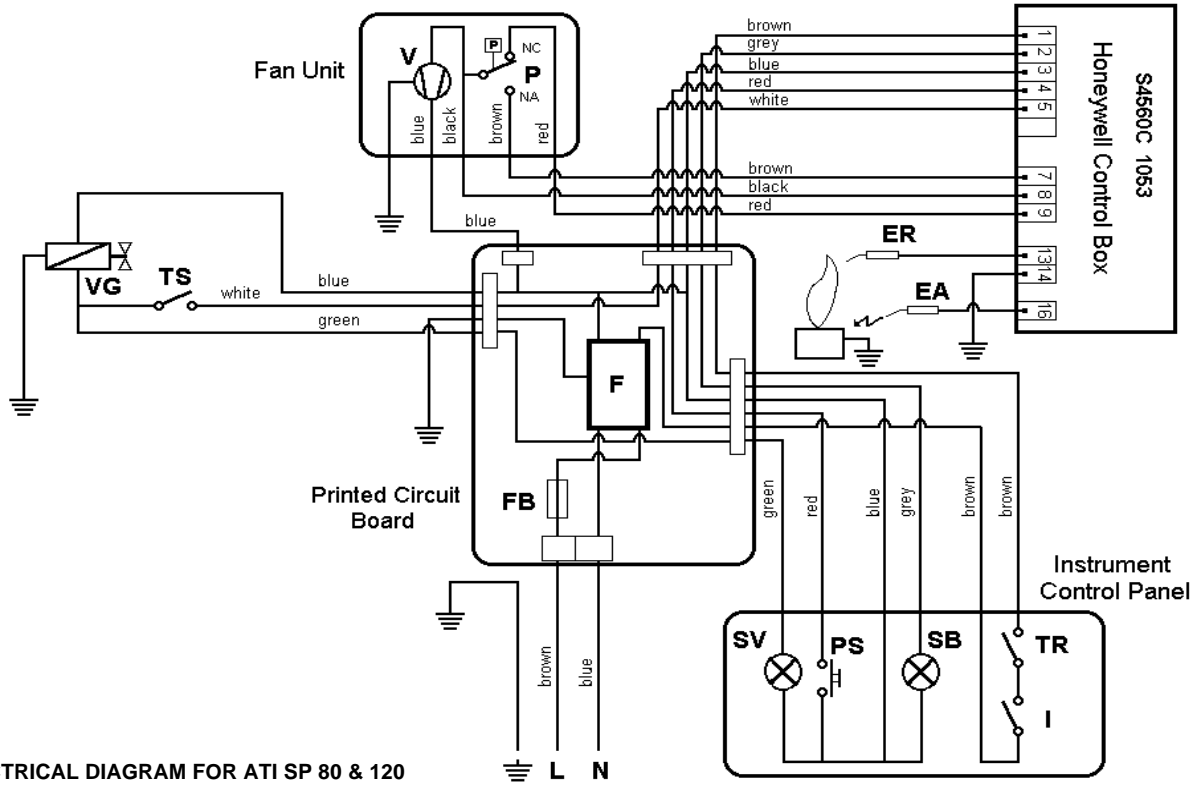 Fan Unit
V
P
NC
P
NA
blue
black
brown
red
brown
grey
blue
red
white
1
2
3
4
5
brown
black
red
7
8
9
13
14
16
S4560C 1053
Honeywell Control Box
ER
EA
blue
VG
TS
white
blue
green
F
FB
Printed Circuit
Board
green
red
blue
grey
brown
brown
Instrument
Control Panel
SV
PS
SB
TR
I
brown
blue
L N
TRICAL DIAGRAM FOR ATI SP 80 & 120